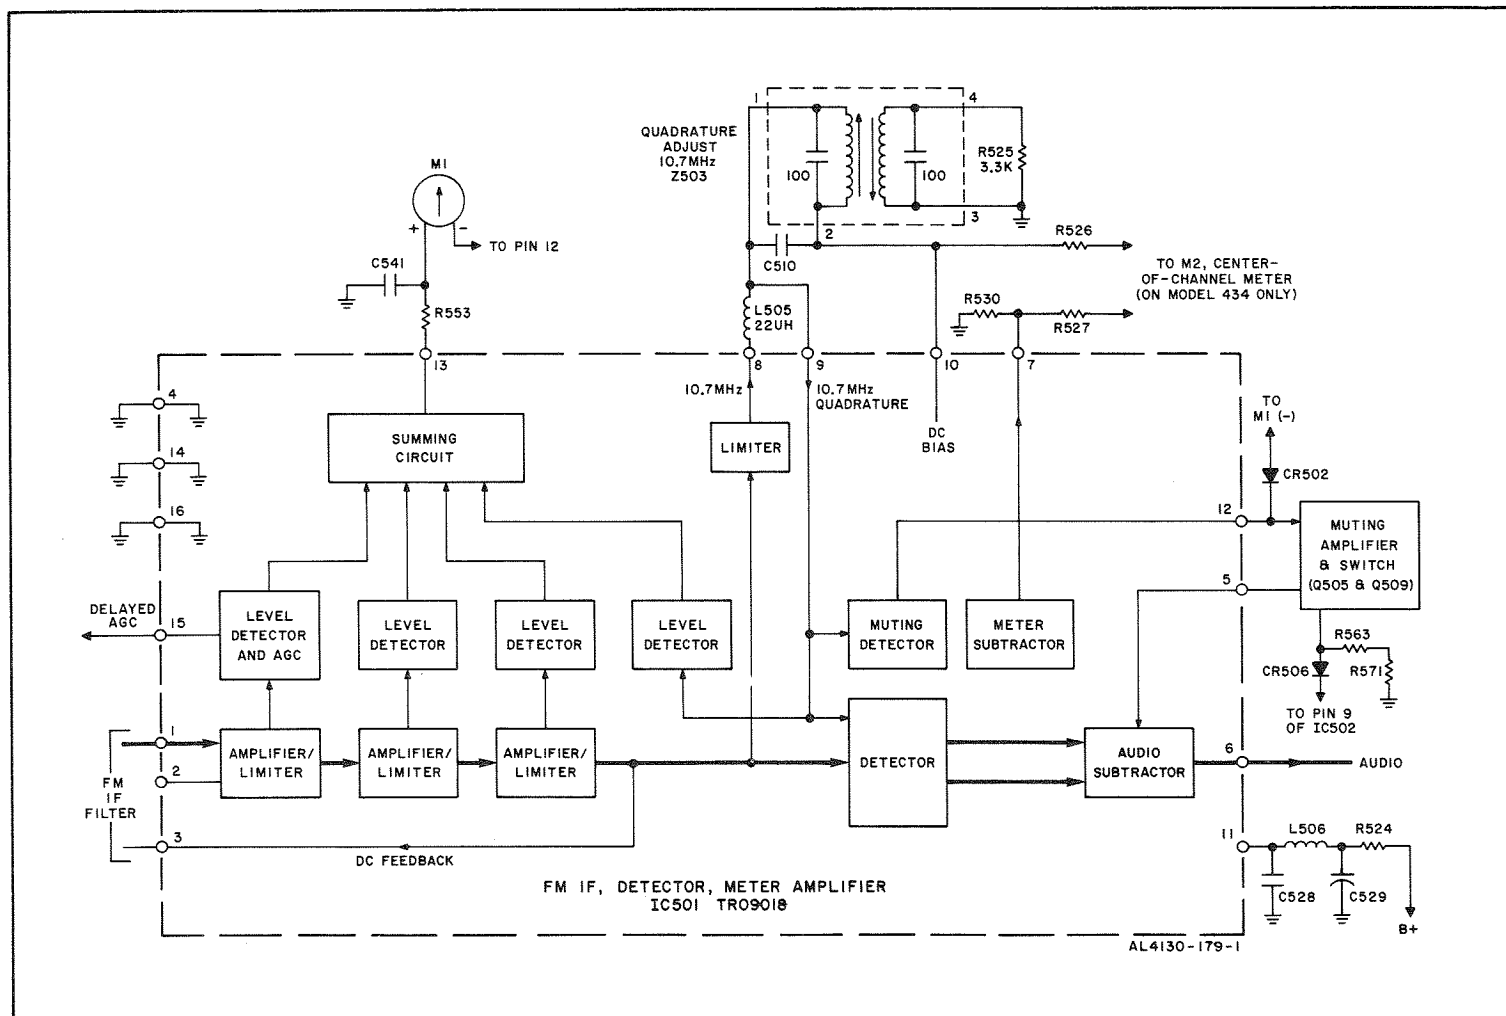 QUADRATURE
ADJUST
10.7MHz
Z503
1
4
100
100
R525
3.3K
3
2
M1
+
-
TO PIN 12
C541
R553
C510
R526
TO M2, CENTER-
OF-CHANNEL METER
(ON MODEL 434 ONLY)
L505
22UH
R530
R527
13
8
9
10
7
4
14
16
10.7MHz
10.7MHz
QUADRATURE
DC
BIAS
SUMMING
CIRCUIT
LIMITER
TO
M1 (-)
CR502
12
MUTING
AMPLIFIER
& SWITCH
(Q505 & Q509)
5
DELAYED
AGC
15
LEVEL
DETECTOR
AND AGC
LEVEL
DETECTOR
LEVEL
DETECTOR
LEVEL
DETECTOR
MUTING
DETECTOR
METER
SUBTRACTOR
R563
CR506
R571
TO PIN 9
OF IC502
1
2
3
FM
IF
FILTER
AMPLIFIER/
LIMITER
AMPLIFIER/
LIMITER
AMPLIFIER/
LIMITER
DETECTOR
AUDIO
SUBTRACTOR
6
AUDIO
DC FEEDBACK
11
L506
R524
C528
C529
B+
FM IF, DETECTOR, METER AMPLIFIER
IC501 TR09018
AL4130-179-1